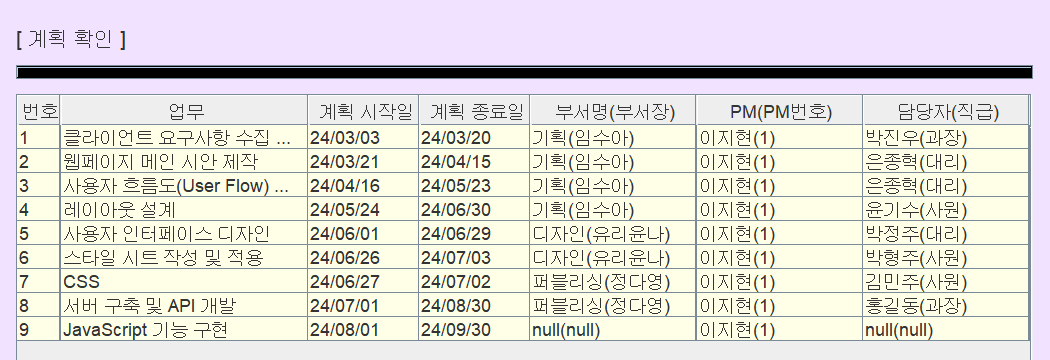 [ 계획 확인 ]
번호 업무 계획 시작일 계획 종료일 부서명(부서장) PM(PM번호) 담당자(직급)
1 클라이언트 요구사항 수집 ... 24/03/03 24/03/20 기획(임수아) 이지현(1) 박진우(과장)
2 웹페이지 메인 시안 제작 24/03/21 24/04/15 기획(임수아) 이지현(1) 은종혁(대리)
3 사용자 흐름도(User Flow) ... 24/04/16 24/05/23 기획(임수아) 이지현(1) 은종혁(대리)
4 레이아웃 설계 24/05/24 24/06/30 기획(임수아) 이지현(1) 윤기수(사원)
5 사용자 인터페이스 디자인 24/06/01 24/06/29 디자인(유리윤나) 이지현(1) 박정주(대리)
6 스타일 시트 작성 및 적용 24/06/26 24/07/03 디자인(유리윤나) 이지현(1) 박형주(사원)
7 CSS 24/06/27 24/07/02 퍼블리싱(정다영) 이지현(1) 김민주(사원)
8 서버 구축 및 API 개발 24/07/01 24/08/30 퍼블리싱(정다영) 이지현(1) 홍길동(과장)
9 JavaScript 기능 구현 24/08/01 24/09/30 null(null) 이지현(1) null(null)